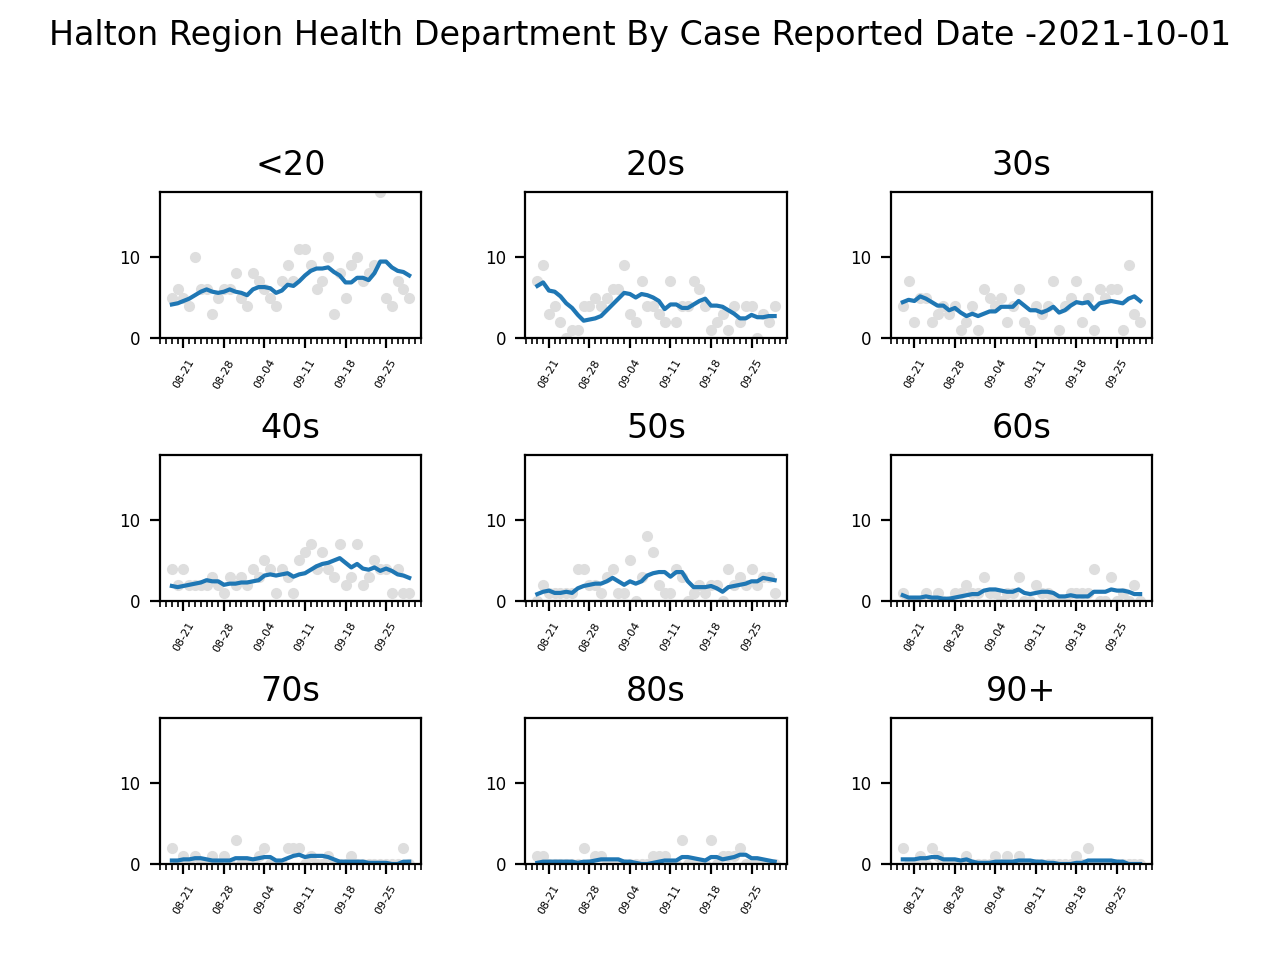 Halton Region Health Department By Case Reported Date -2021-10-01
<20 20s 30s
10 10 10
0 0 0
08-21 08-28 09-04 09-11 09-18 09-25 08-21 08-28 09-04 09-11 09-18 09-25 08-21 08-28 09-04 09-11 09-18 09-25
40s 50s 60s
10 10 10
0 0 0
08-21 08-28 09-04 09-11 09-18 09-25 08-21 08-28 09-04 09-11 09-18 09-25 08-21 08-28 09-04 09-11 09-18 09-25
70s 80s 90+
10 10 10
0 0 0
08-21 08-28 09-04 09-11 09-18 09-25 08-21 08-28 09-04 09-11 09-18 09-25 08-21 08-28 09-04 09-11 09-18 09-25